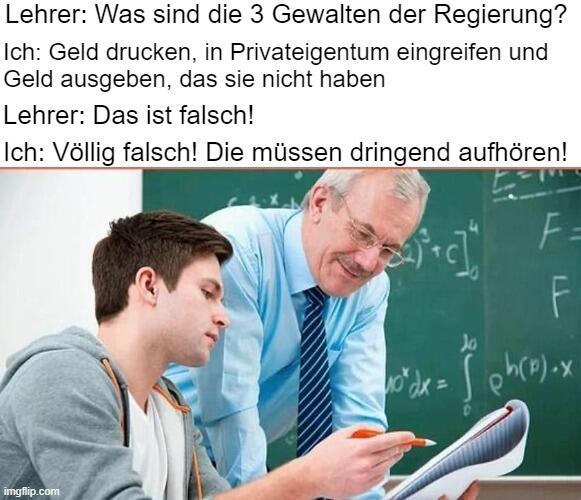 Lehrer: Was sind die 3 Gewalten der Regierung?
Ich: Geld drucken, in Privateigentum eingreifen und
Geld ausgeben, das sie nicht haben
Lehrer: Das ist falsch!
Ich: Völlig falsch! Die müssen dringend aufhören!
imgflip.com